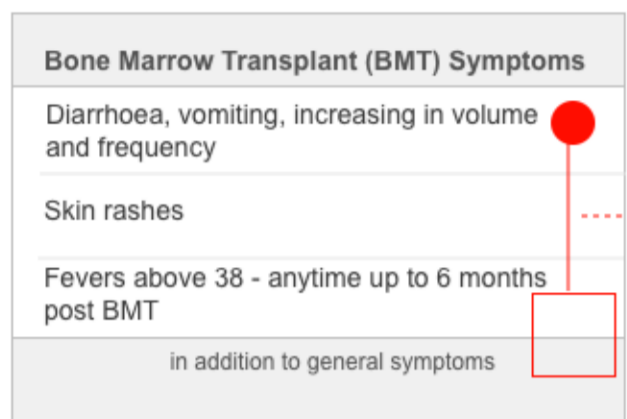 Bone Marrow Transplant (BMT) Symptoms
Diarrhoea, vomiting, increasing in volume
and frequency
Skin rashes
Fevers above 38 - anytime up to 6 months
post BMT
in addition to general symptoms